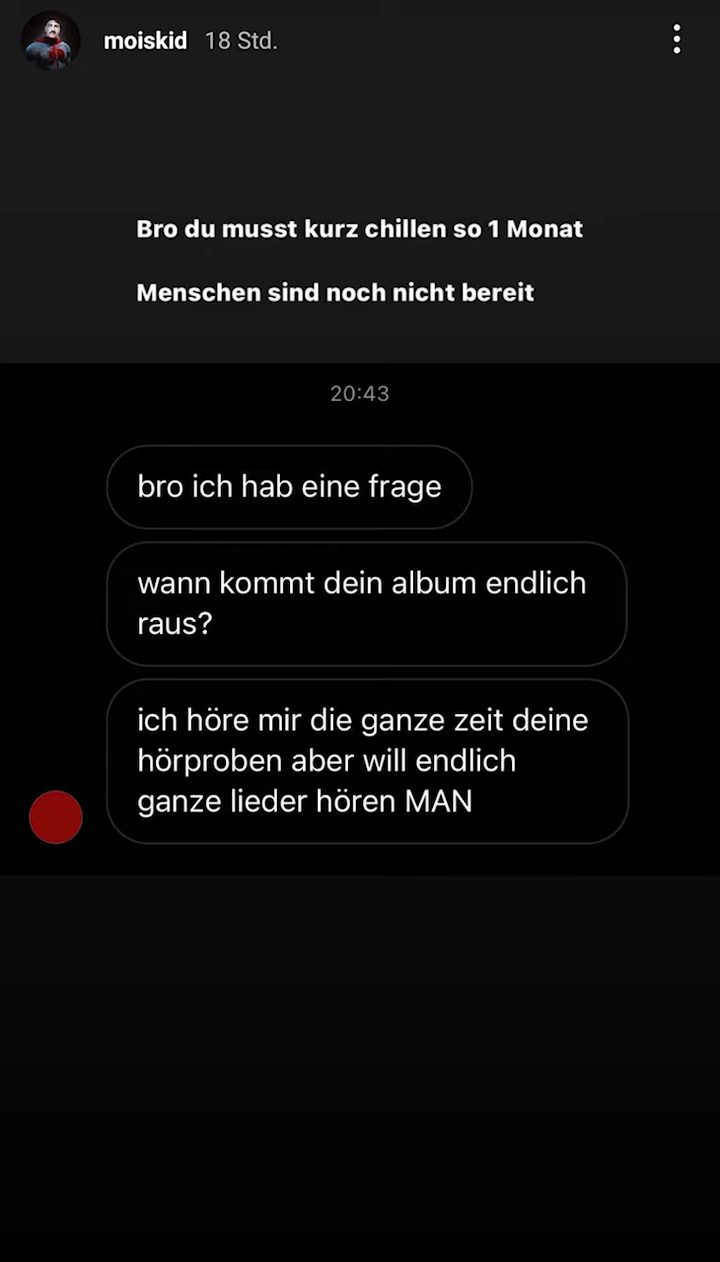 moiskid 18 Std.
Bro du musst kurz chillen so 1 Monat
Menschen sind noch nicht bereit
20:43
bro ich hab eine frage
wann kommt dein album endlich
raus?
ich höre mir die ganze zeit deine
hörproben aber will endlich
ganze lieder hören MAN